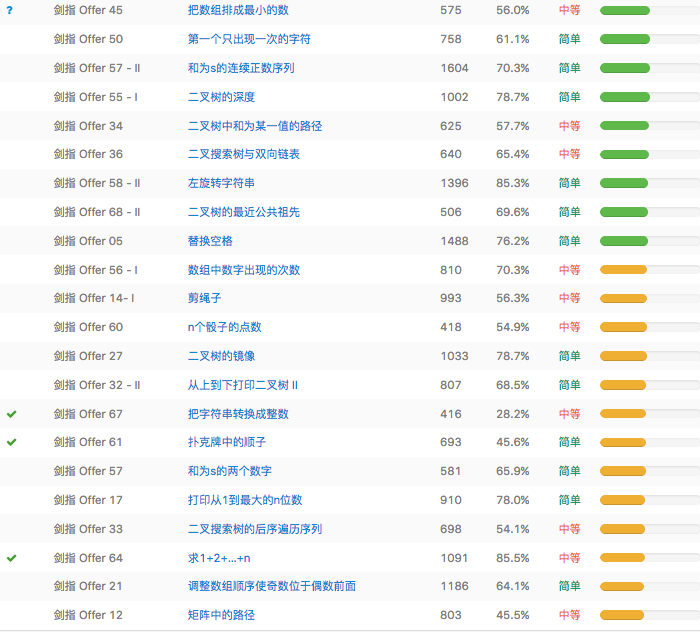 ? 剑指 Offer 45 把数组排成最小的数 575 56.0% 中等
剑指 Offer 50 第一个只出现一次的字符 758 61.1% 简单
剑指 Offer 57 - II 和为s的连续正数序列 1604 70.3% 简单
剑指 Offer 55 - I 二叉树的深度 1002 78.7% 简单
剑指 Offer 34 二叉树中和为某一值的路径 625 57.7% 中等
剑指 Offer 36 二叉搜索树与双向链表 640 65.4% 中等
剑指 Offer 58 - II 左旋转字符串 1396 85.3% 简单
剑指 Offer 68 - II 二叉树的最近公共祖先 506 69.6% 简单
剑指 Offer 05 替换空格 1488 76.2% 简单
剑指 Offer 56 - I 数组中数字出现的次数 810 70.3% 中等
剑指 Offer 14- I 剪绳子 993 56.3% 中等
剑指 Offer 60 n个骰子的点数 418 54.9% 中等
剑指 Offer 27 二叉树的镜像 1033 78.7% 简单
剑指 Offer 32 - II 从上到下打印二叉树 II 807 68.5% 简单
剑指 Offer 67 把字符串转换成整数 416 28.2% 中等
剑指 Offer 61 扑克牌中的顺子 693 45.6% 简单
剑指 Offer 57 和为s的两个数字 581 65.9% 简单
剑指 Offer 17 打印从1到最大的n位数 910 78.0% 简单
剑指 Offer 33 二叉搜索树的后序遍历序列 698 54.1% 中等
剑指 Offer 64 求1+2+…+n 1091 85.5% 中等
剑指 Offer 21 调整数组顺序使奇数位于偶数前面 1186 64.1% 简单
剑指 Offer 12 矩阵中的路径 803 45.5% 中等